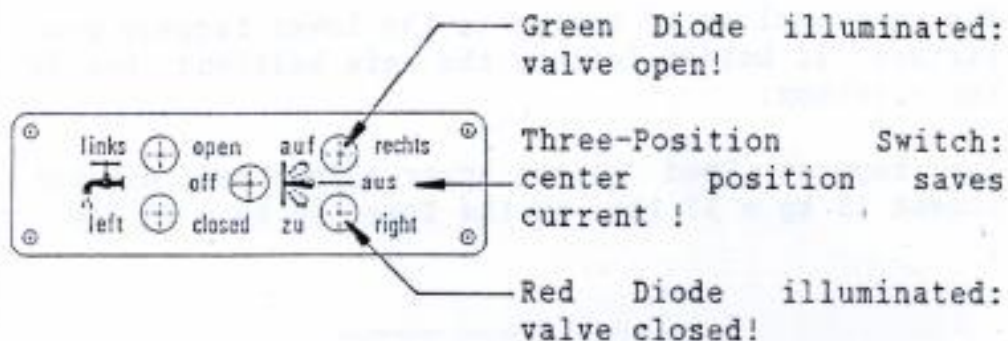 Green Diode illuminated:
valve open!
links open auf rechts
off aus
left closed zu right
Three-Position Switch:
center position saves
current !
Red Diode illuminated:
valve closed!